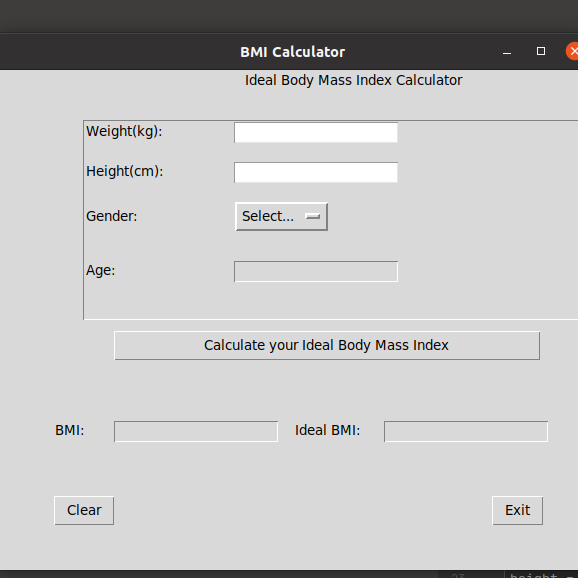 BMI Calculator
Ideal Body Mass Index Calculator
Weight(kg):
Height(cm):
Gender: Select...
Age:
Calculate your Ideal Body Mass Index
BMI: Ideal BMI:
Clear Exit
height